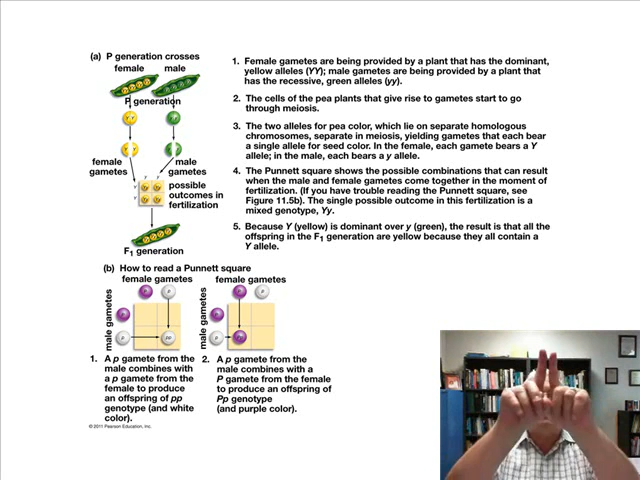 (a) P generation crosses
female male
P generation
female gametes
male gametes
possible outcomes in fertilization
F1 generation
1. Female gametes are being provided by a plant that has the dominant,
yellow alleles (YY); male gametes are being provided by a plant that
has the recessive, green alleles (yy).
2. The cells of the pea plants that give rise to gametes start to go
through meiosis.
3. The two alleles for pea color, which lie on separate homologous
chromosomes, separate in meiosis, yielding gametes that each bear
a single allele for seed color. In the female, each gamete bears a Y
allele; in the male, each bears a y allele.
4. The Punnett square shows the possible combinations that can result
when the male and female gametes come together in the moment of
fertilization. (If you have trouble reading the Punnett square, see
Figure 11.5b). The single possible outcome in this fertilization is a
mixed genotype, Yy.
5. Because Y (yellow) is dominant over y (green), the result is that all the
offspring in the F1 generation are yellow because they all contain a
Y allele.
(b) How to read a Punnett square
female gametes
male gametes
p
p
pp
female gametes
male gametes
p
1. A p gamete from the
male combines with
a p gamete from the
female to produce
an offspring of pp
genotype (and white
color).
2. A p gamete from the
male combines with a
P gamete from the female
to produce an offspring of
Pp genotype
(and purple color).
© 2011 Pearson Education, Inc.